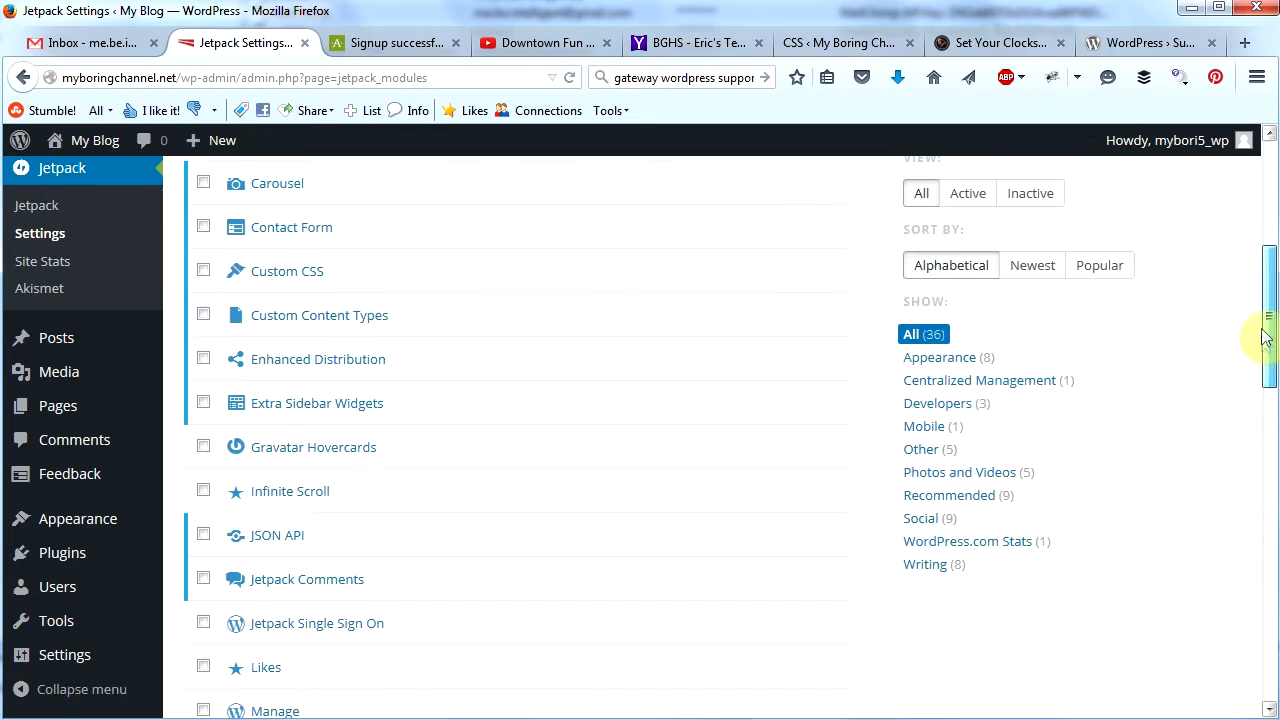 Jetpack Settings ‹ My Blog — WordPress - Mozilla Firefox
Inbox - me.be.i... × Jetpack Settings... × Signup successf... × Downtown Fun ... × BGHS - Eric's Te... × CSS ‹ My Boring Ch... × Set Your Clocks... × WordPress › Su... ×
myboringchannel.net/wp-admin/admin.php?page=jetpack_modules gateway wordpress suppor
Stumble! All I like it! Share List Info Likes Connections Tools
My Blog 0 New Howdy, mybori5_wp
Jetpack
Jetpack
Settings
Site Stats
Akismet
Posts
Media
Pages
Comments
Feedback
Appearance
Plugins
Users
Tools
Settings
Collapse menu
Carousel
Contact Form
Custom CSS
Custom Content Types
Enhanced Distribution
Extra Sidebar Widgets
Gravatar Hovercards
Infinite Scroll
JSON API
Jetpack Comments
Jetpack Single Sign On
Likes
Manage
VIEW:
All Active Inactive
SORT BY:
Alphabetical Newest Popular
SHOW:
All (36)
Appearance (8)
Centralized Management (1)
Developers (3)
Mobile (1)
Other (5)
Photos and Videos (5)
Recommended (9)
Social (9)
WordPress.com Stats (1)
Writing (8)